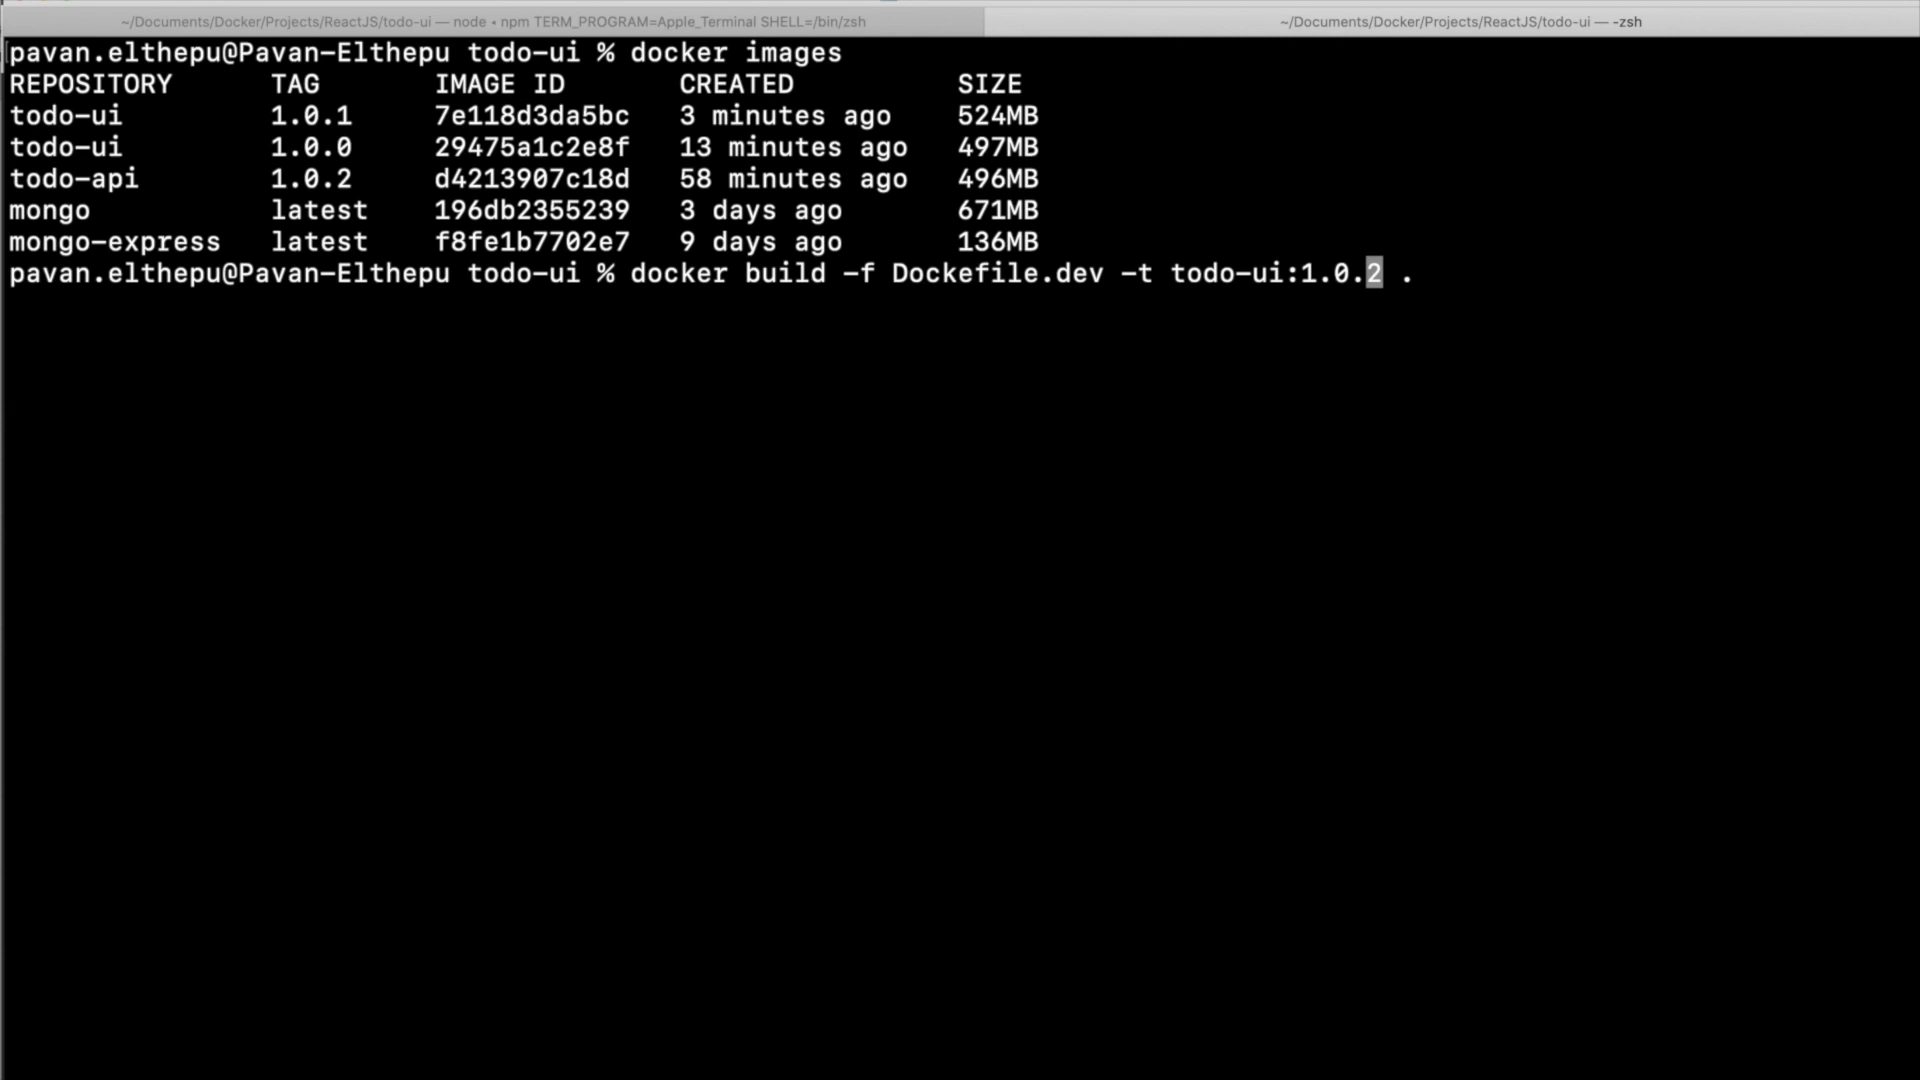 ~/Documents/Docker/Projects/ReactJS/todo-ui — node • npm TERM_PROGRAM=Apple_Terminal SHELL=/bin/zsh
~/Documents/Docker/Projects/ReactJS/todo-ui — -zsh
pavan.elthepu@Pavan-Elthepu todo-ui % docker images
REPOSITORY TAG IMAGE ID CREATED SIZE
todo-ui 1.0.1 7e118d3da5bc 3 minutes ago 524MB
todo-ui 1.0.0 29475a1c2e8f 13 minutes ago 497MB
todo-api 1.0.2 d4213907c18d 58 minutes ago 496MB
mongo latest 196db2355239 3 days ago 671MB
mongo-express latest f8fe1b7702e7 9 days ago 136MB
pavan.elthepu@Pavan-Elthepu todo-ui % docker build -f Dockefile.dev -t todo-ui:1.0.2 .